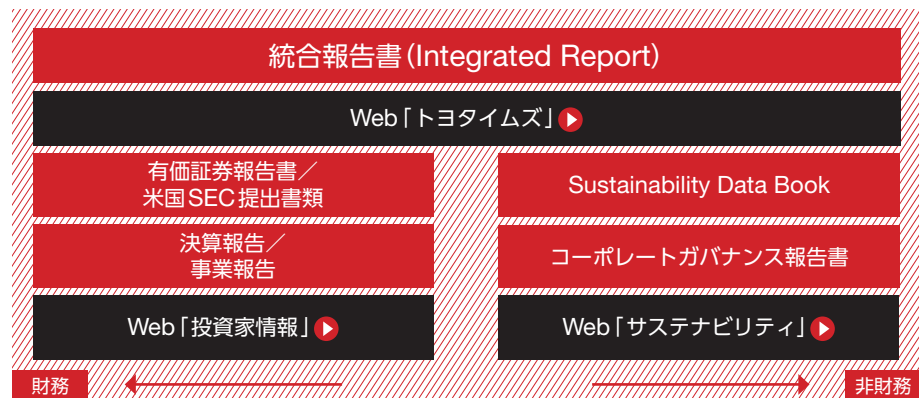 統合報告書（Integrated Report）
Web「トヨタイムズ」
有価証券報告書／
米国SEC提出書類
Sustainability Data Book
決算報告／
事業報告
コーポレートガバナンス報告書
Web「投資家情報」
Web「サステナビリティ」
財務
非財務